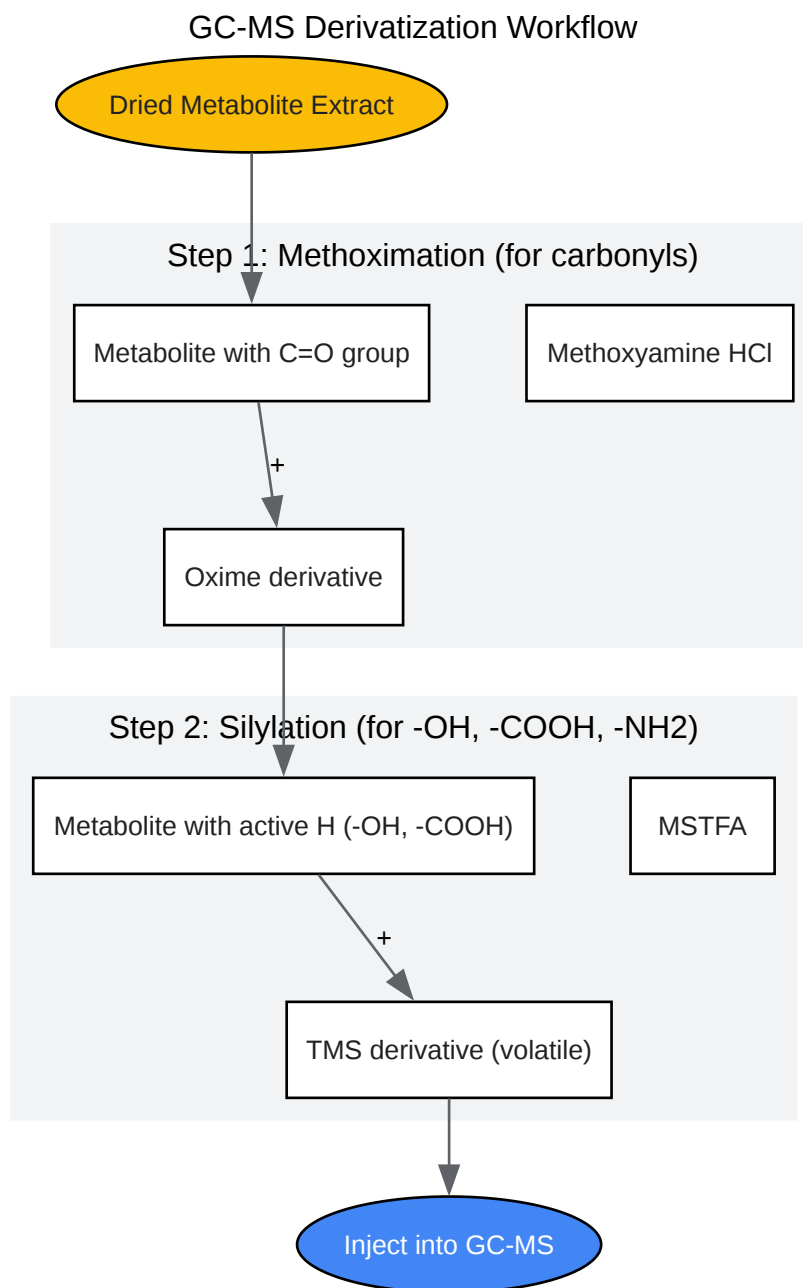 GC-MS Derivatization Workflow
Dried Metabolite Extract
Step 1: Methoximation (for carbonyls)
Metabolite with C=O group
Methoxyamine HCl
+
Oxime derivative
Step 2: Silylation (for -OH, -COOH, -NH2)
Metabolite with active H (-OH, -COOH)
MSTFA
+
TMS derivative (volatile)
Inject into GC-MS